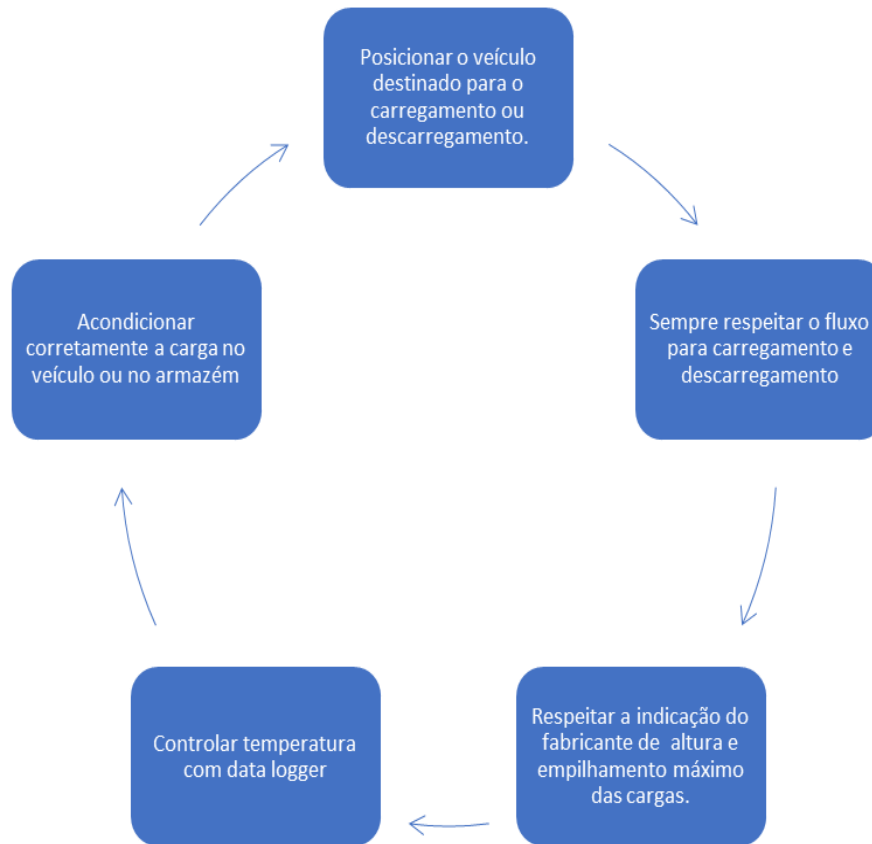 Posicionar o veículo
destinado para o
carregamento ou
descarregamento.
Sempre respeitar o fluxo
para carregamento e
descarregamento
Respeitar a indicação do
fabricante de  altura e
empilhamento máximo
das cargas.
Controlar temperatura
com data logger
Acondicionar
corretamente a carga no
veículo ou no armazém